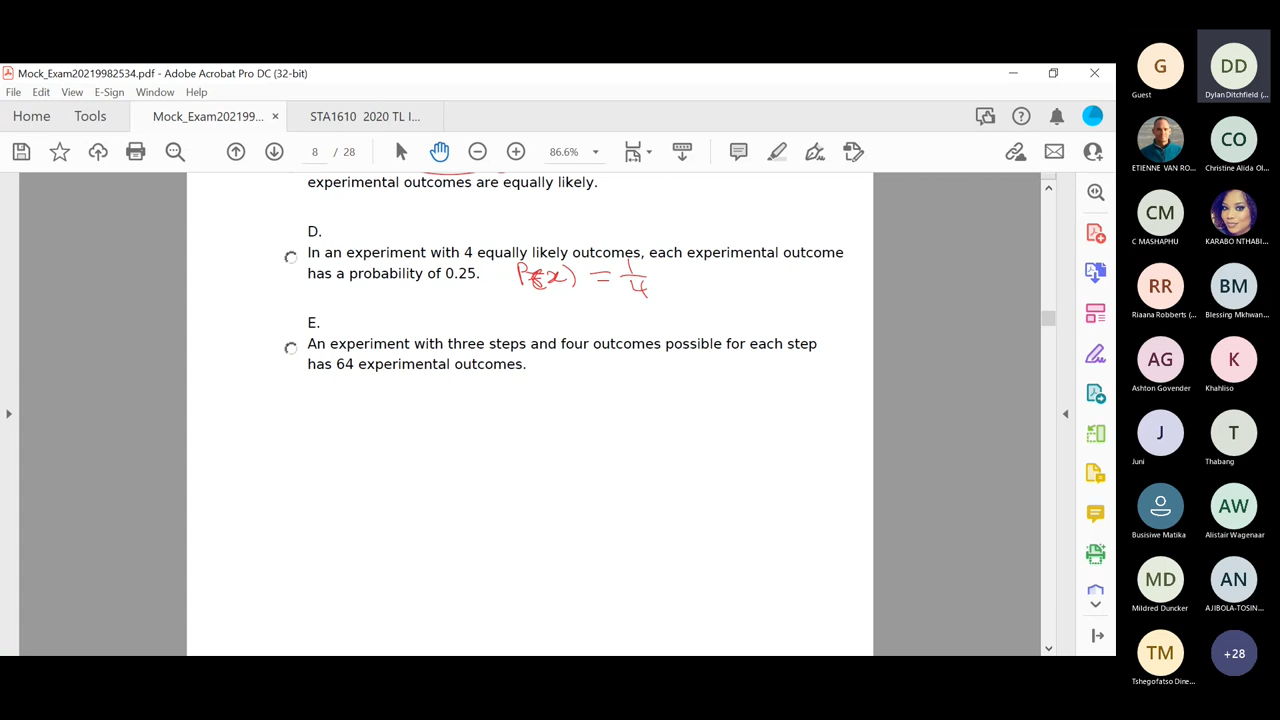 Mock_Exam20219982534.pdf - Adobe Acrobat Pro DC (32-bit)
File Edit View E-Sign Window Help
Home Tools Mock_Exam202199... × STA1610 2020 TL I...
8 / 28 86.6%
experimental outcomes are equally likely.
D.
In an experiment with 4 equally likely outcomes, each experimental outcome
has a probability of 0.25.
= 1/4
E.
An experiment with three steps and four outcomes possible for each step
has 64 experimental outcomes.
G
Guest
DD
Dylan Ditchfield (...
ETIENNE VAN RO...
CO
Christine Alida Ol...
CM
C MASHAPHU
KARABO NTHABI...
RR
Riaana Robberts (...
BM
Blessing Mkhwan...
AG
Ashton Govender
K
Khahliso
J
Juni
T
Thabang
Busisiwe Matika
AW
Alistair Wagenaar
MD
Mildred Duncker
AN
AJIBOLA-TOSIN...
TM
Tshegofatso Dine...
+28